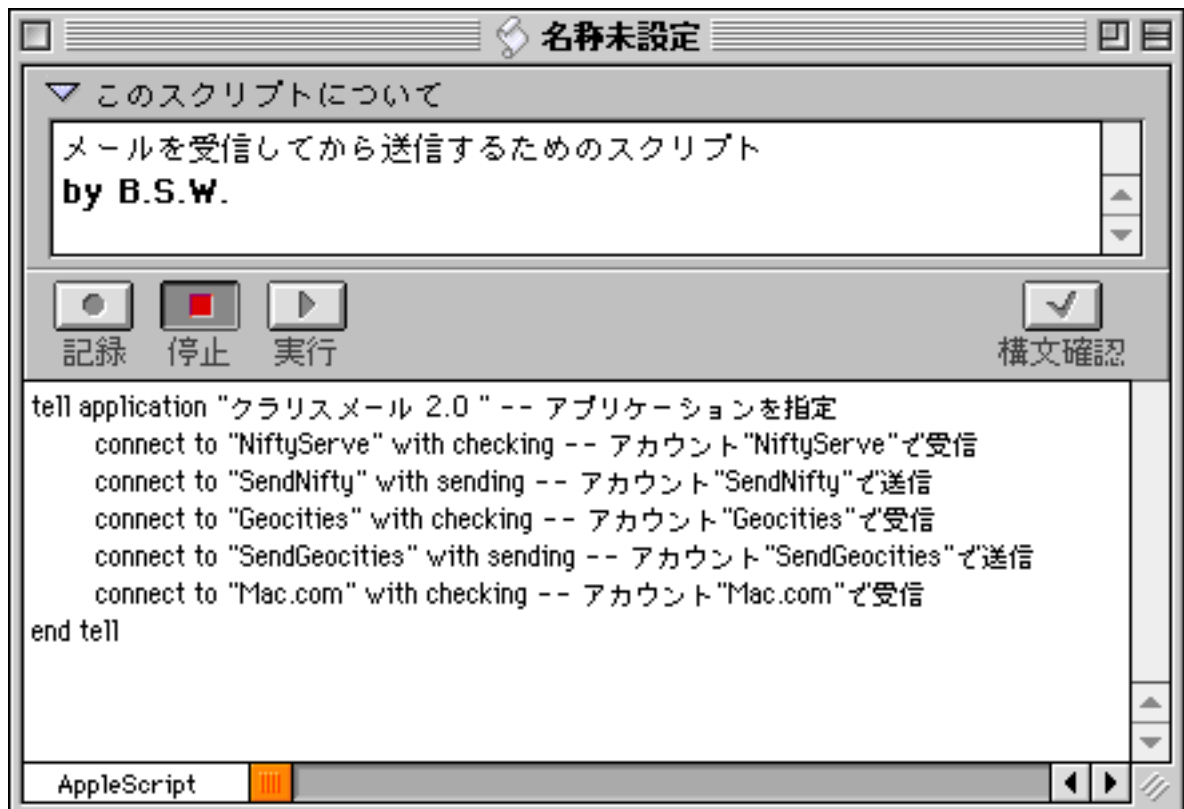 名称未設定
このスクリプトについて
メールを受信してから送信するためのスクリプト
by B.S.W.
記録 停止 実行 構文確認
tell application "クラリスメール 2.0 " -- アプリケーションを指定
connect to "NiftyServe" with checking -- アカウント"NiftyServe"で受信
connect to "SendNifty" with sending -- アカウント"SendNifty"で送信
connect to "Geocities" with checking -- アカウント"Geocities"で受信
connect to "SendGeocities" with sending -- アカウント"SendGeocities"で送信
connect to "Mac.com" with checking -- アカウント"Mac.com"で受信
end tell
AppleScript